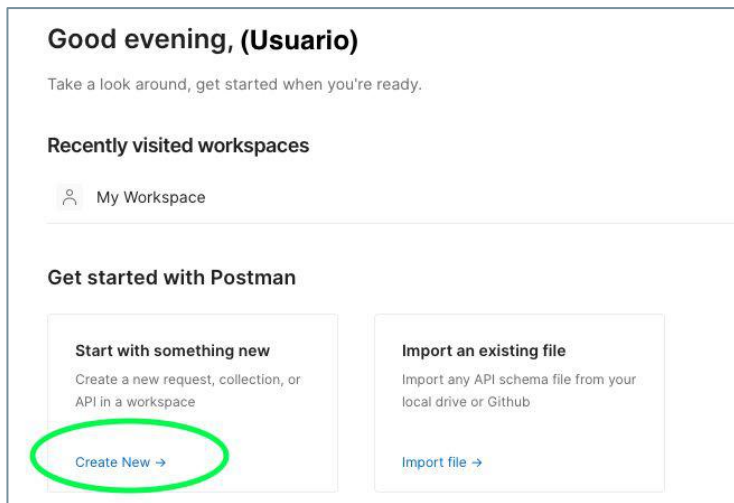 Good evening, (Usuario)
Take a look around, get started when you're ready.
Recently visited workspaces
My Workspace
Get started with Postman
Start with something new
Create a new request, collection, or
API in a workspace
Create New →
Import an existing file
Import any API schema file from your
local drive or Github
Import file →